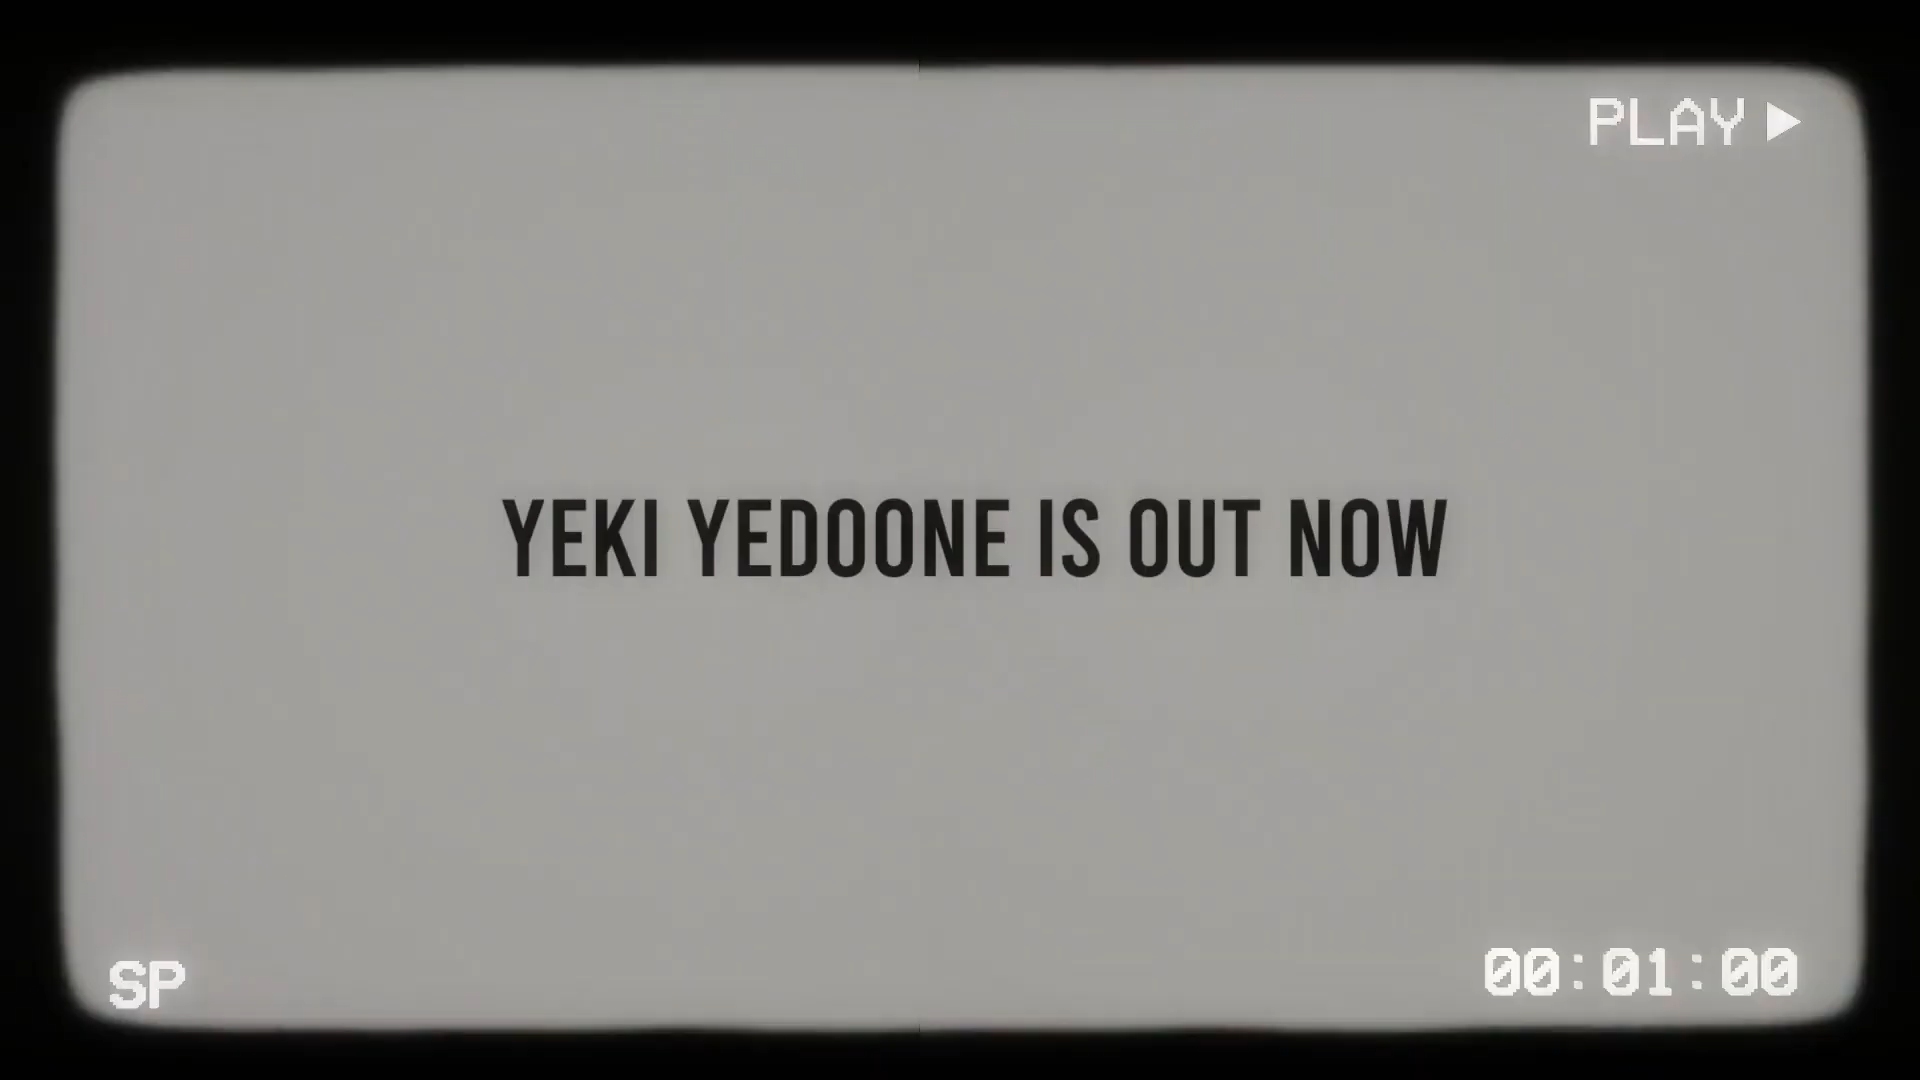 PLAY
YEKI YEDOONE IS OUT NOW
SP
00:01:00